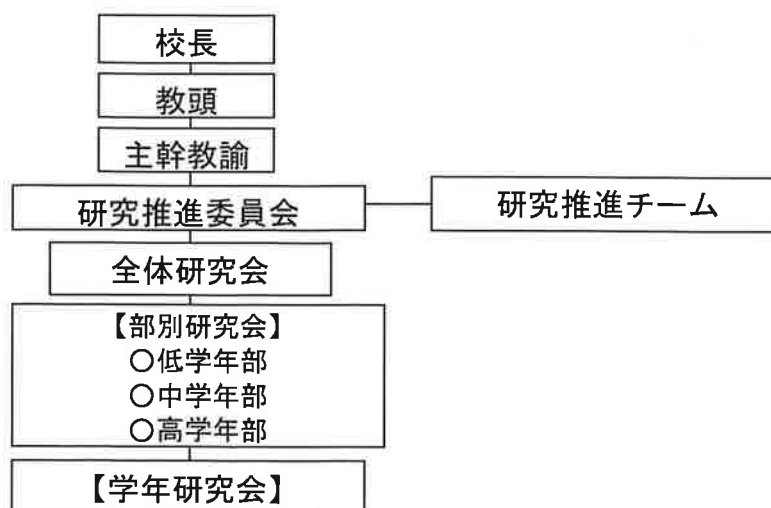 校長
教頭
主幹教諭
研究推進委員会
研究推進チーム
全体研究会
【部別研究会】
○低学年部
○中学年部
○高学年部
【学年研究会】